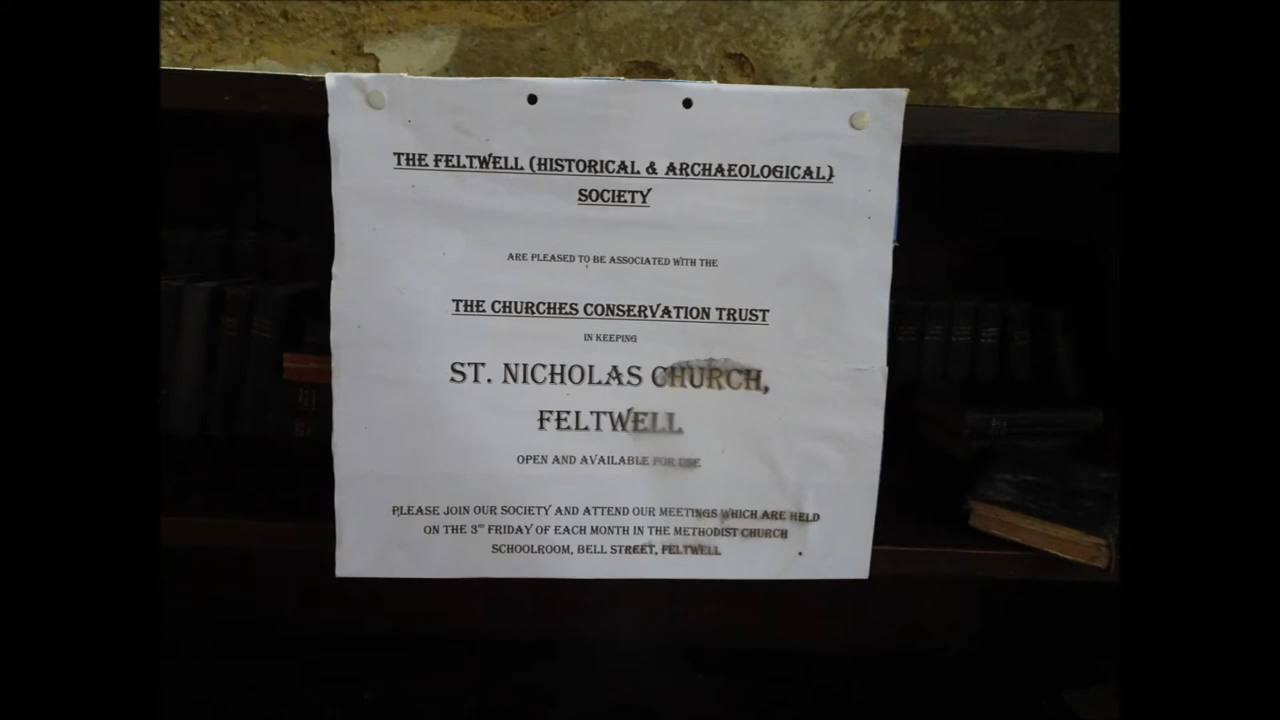 THE FELTWELL (HISTORICAL & ARCHAEOLOGICAL)
SOCIETY
ARE PLEASED TO BE ASSOCIATED WITH THE
THE CHURCHES CONSERVATION TRUST
IN KEEPING
ST. NICHOLAS CHURCH,
FELTWELL
OPEN AND AVAILABLE FOR USE
PLEASE JOIN OUR SOCIETY AND ATTEND OUR MEETINGS WHICH ARE HELD
ON THE 3RD FRIDAY OF EACH MONTH IN THE METHODIST CHURCH
SCHOOLROOM, BELL STREET, FELTWELL